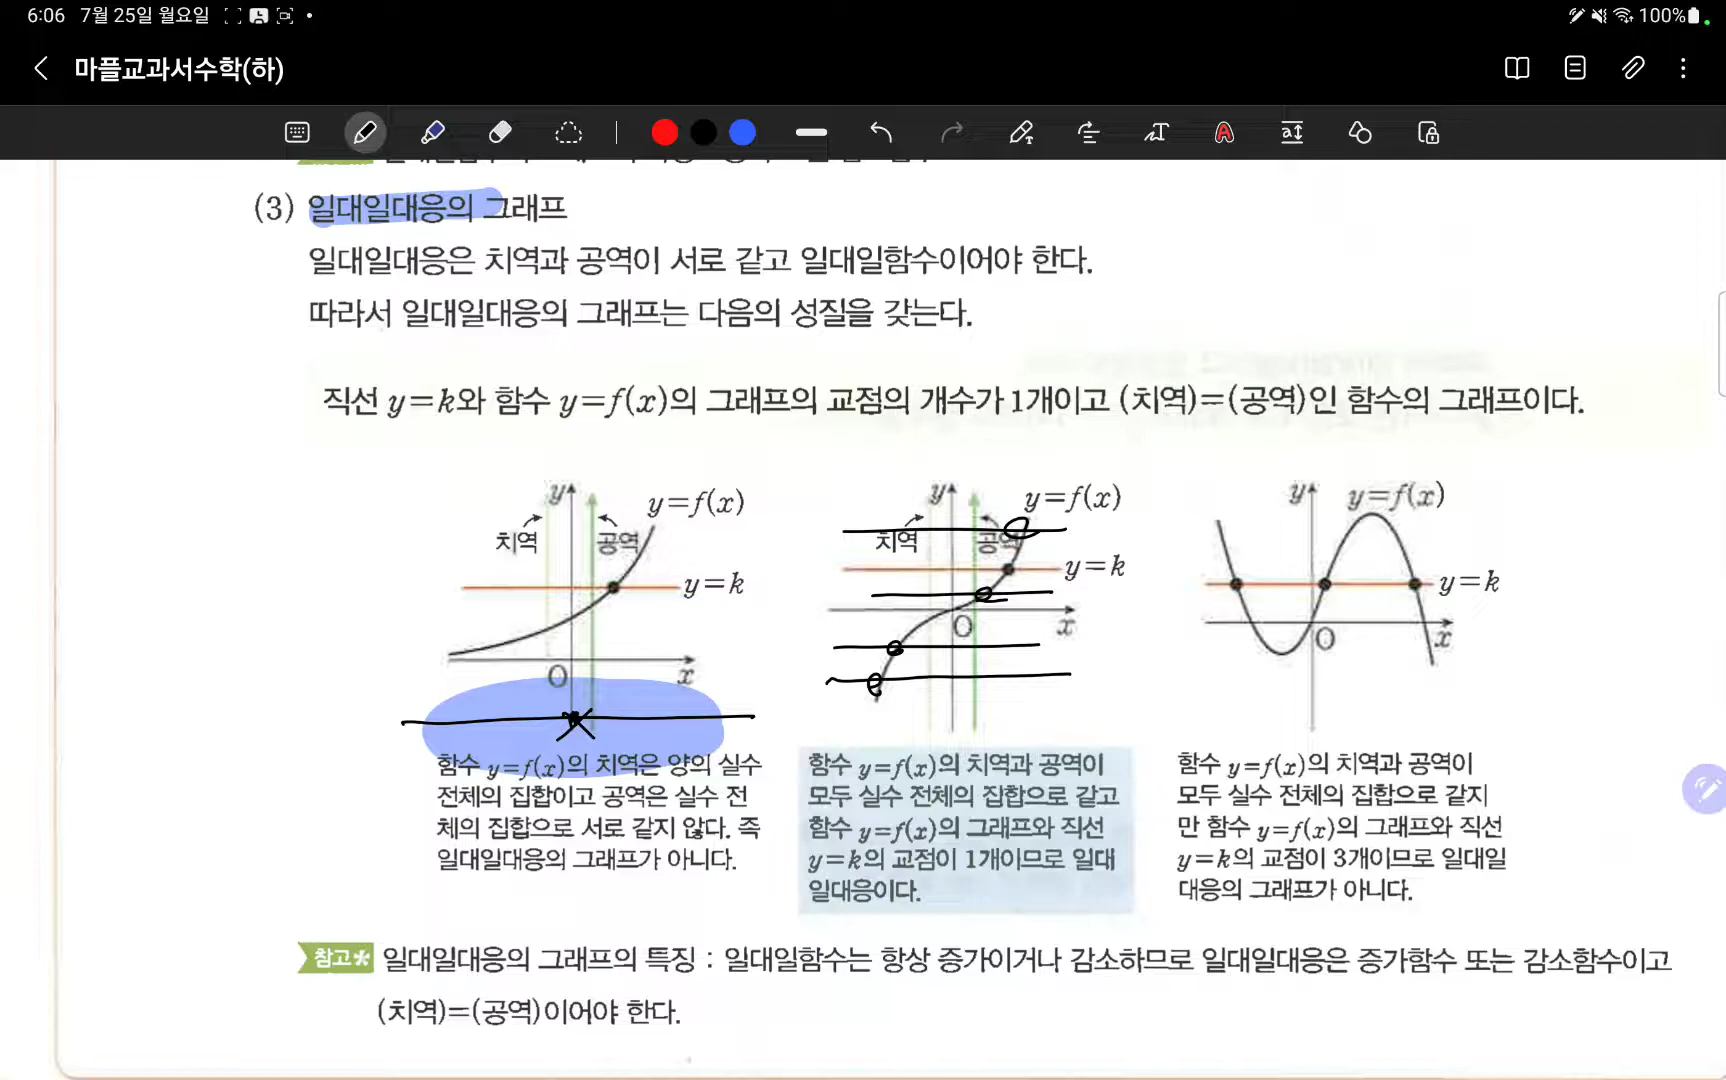 6:06 7월 25일 월요일
100%
마플교과서수학(하)
(3) 일대일대응의 그래프
일대일대응은 치역과 공역이 서로 같고 일대일함수이어야 한다.
따라서 일대일대응의 그래프는 다음의 성질을 갖는다.
직선 y=k와 함수 y=f(x)의 그래프의 교점의 개수가 1개이고 (치역)=(공역)인 함수의 그래프이다.
y y=f(x)
치역 공역
y=k
O x
함수 y=f(x)의 치역은 양의 실수
전체의 집합이고 공역은 실수 전
체의 집합으로 서로 같지 않다. 즉
일대일대응의 그래프가 아니다.
y y=f(x)
치역 공역
y=k
O x
함수 y=f(x)의 치역과 공역이
모두 실수 전체의 집합으로 같고
함수 y=f(x)의 그래프와 직선
y=k의 교점이 1개이므로 일대
일대응이다.
y y=f(x)
y=k
O x
함수 y=f(x)의 치역과 공역이
모두 실수 전체의 집합으로 같지
만 함수 y=f(x)의 그래프와 직선
y=k의 교점이 3개이므로 일대일
대응의 그래프가 아니다.
참고* 일대일대응의 그래프의 특징 : 일대일함수는 항상 증가이거나 감소하므로 일대일대응은 증가함수 또는 감소함수이고
(치역)=(공역)이어야 한다.